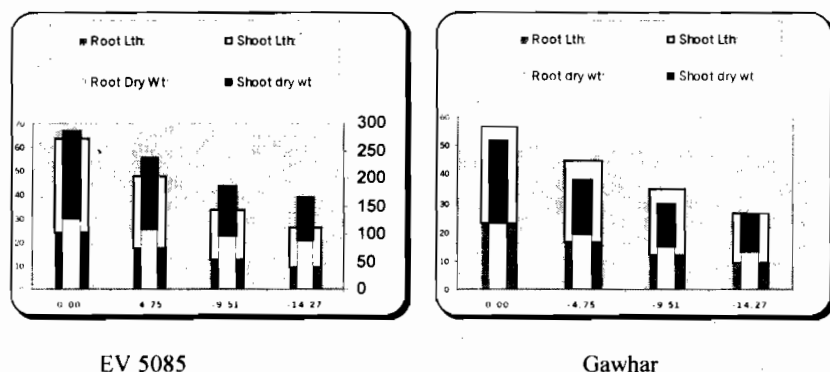 Root Lth: Shoot Lth:
Root Dry Wt: Shoot dry wt
70 300
60 250
50 200
40
30 150
20 100
10 50
0
0.00 4.75 -9.51 -14.27
EV 5085
Root Lth: Shoot Lth:
Root dry wt: Shoot dry wt
60
50
40
30
20
10
0
0.00 -4.75 -9.51 -14.27
Gawhar